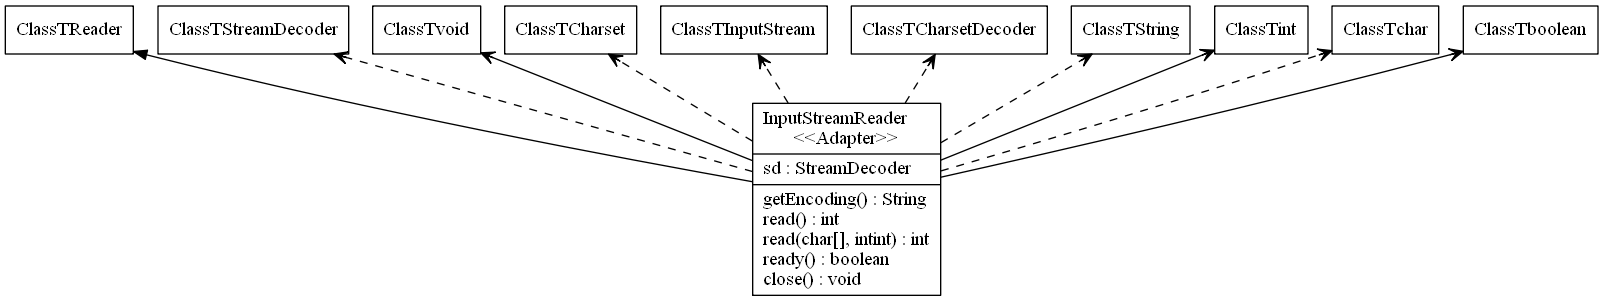 ClassTReader
ClassTStreamDecoder
ClassTvoid
ClassTCharset
ClassTInputStream
ClassTCharsetDecoder
ClassTString
ClassTint
ClassTchar
ClassTboolean
InputStreamReader
<<Adapter>>
sd : StreamDecoder
getEncoding() : String
read() : int
read(char[], intint) : int
ready() : boolean
close() : void